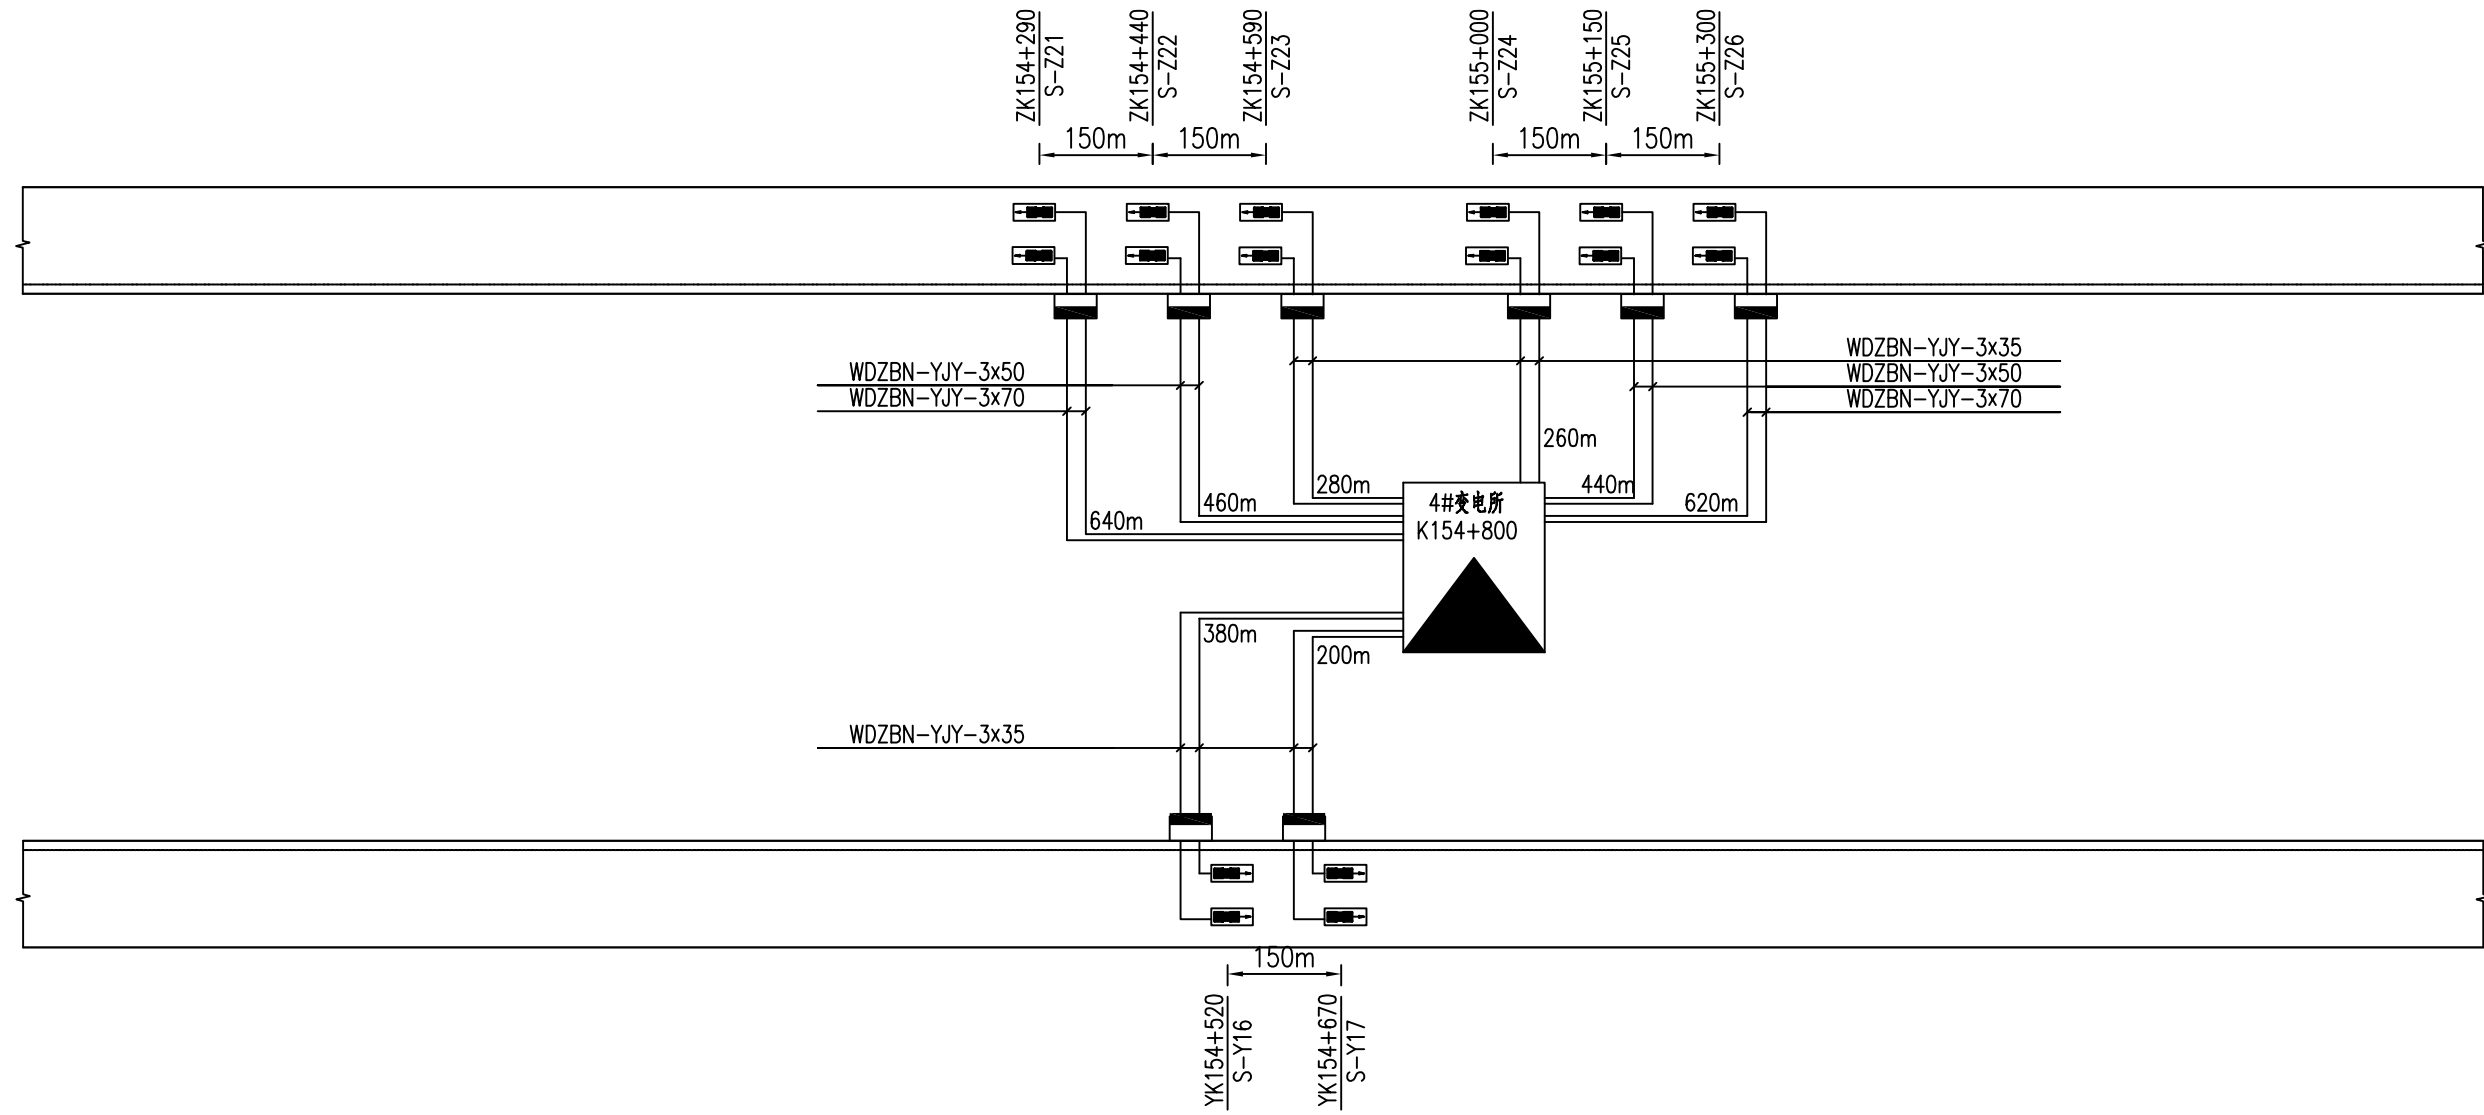 ZK154+290
S-Z21
ZK154+440
S-Z22
ZK154+590
S-Z23
ZK155+000
S-Z24
ZK155+150
S-Z25
ZK155+300
S-Z26
150m
150m
150m
150m
WDZBN-YJY-3x35
WDZBN-YJY-3x50
WDZBN-YJY-3x70
WDZBN-YJY-3x50
WDZBN-YJY-3x70
260m
280m
440m
460m
620m
640m
4#变电所
K154+800
380m
200m
WDZBN-YJY-3x35
150m
YK154+520
S-Y16
YK154+670
S-Y17